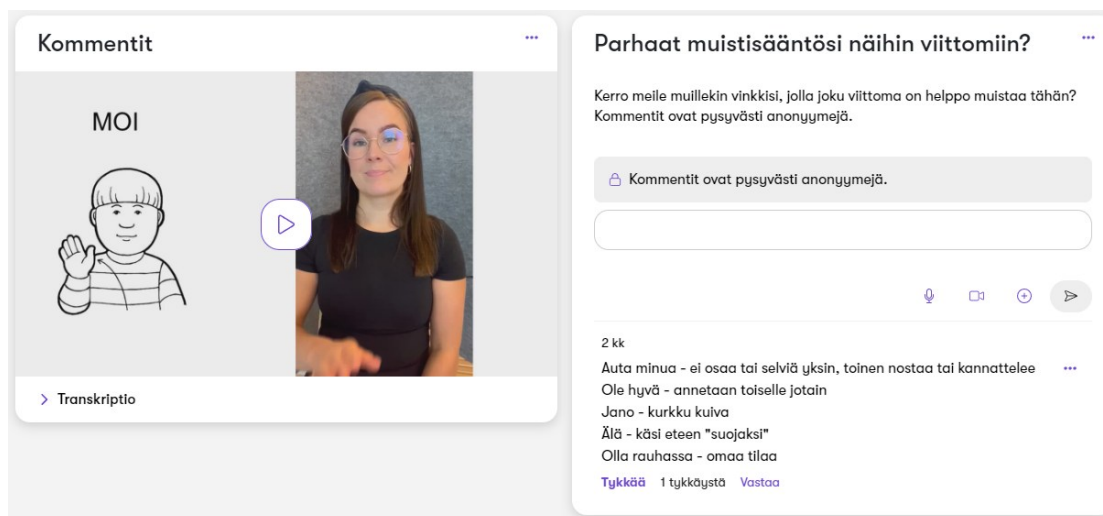 Kommentit
MOI
Transkriptio
Parhaat muistisääntösi näihin viittomiin?
Kerro meile muillekin vinkkisi, jolla joku viittoma on helppo muistaa tähän?
Kommentit ovat pysyvästi anonyymejä.
Kommentit ovat pysyvästi anonyymejä.
2 kk
Auta minua - ei osaa tai selviä yksin, toinen nostaa tai kannattelee
Ole hyvä - annetaan toiselle jotain
Jano - kurkku kuiva
Älä - käsi eteen "suojaksi"
Olla rauhassa - omaa tilaa
Tykkää 1 tykkäystä Vastaa